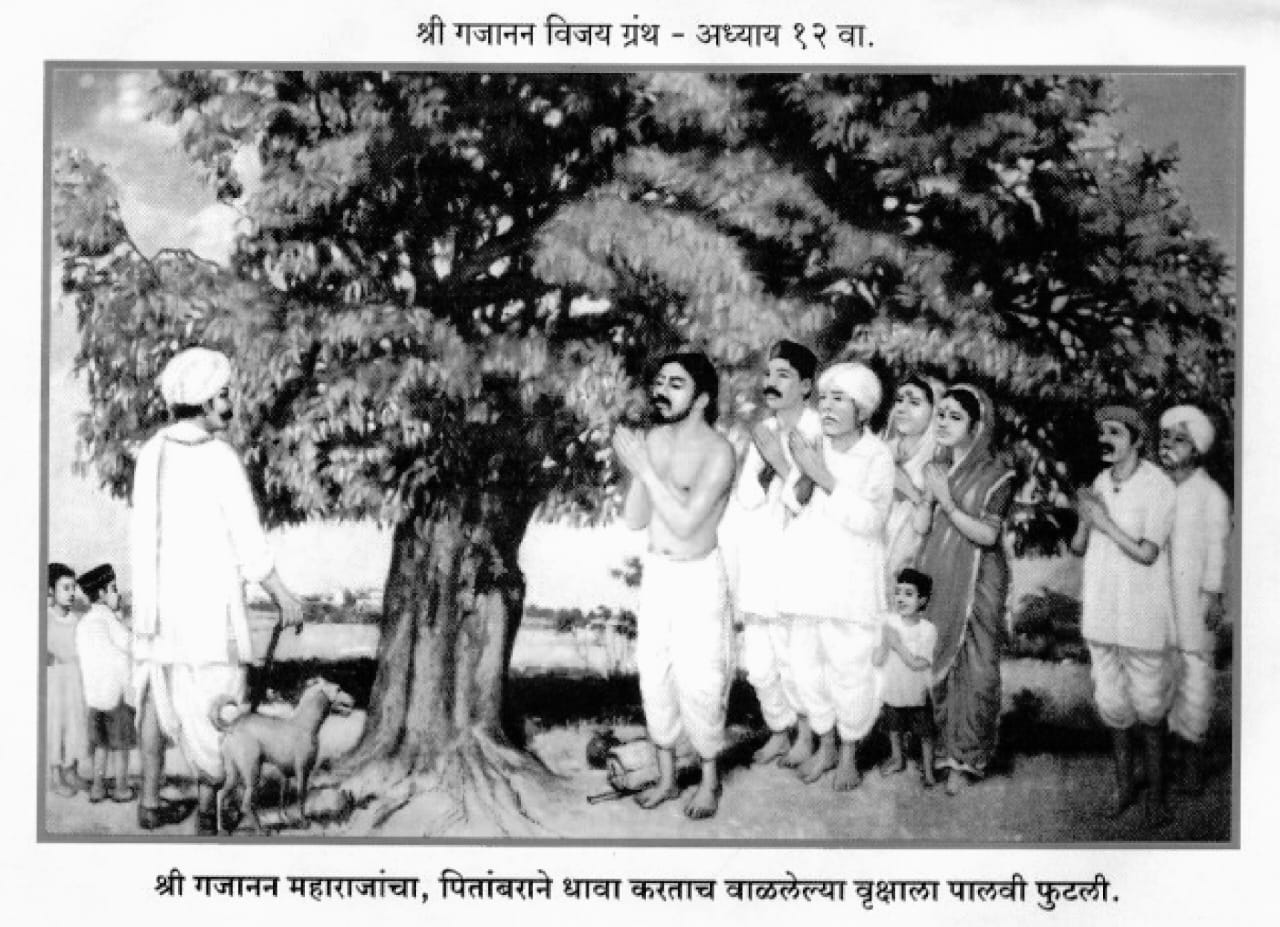 श्री गजानन विजय ग्रंथ - अध्याय १२ वा.
श्री गजानन महाराजांचा, पितांबराने धावा करताच वाळलेल्या वृक्षाला पालवी फुटली.